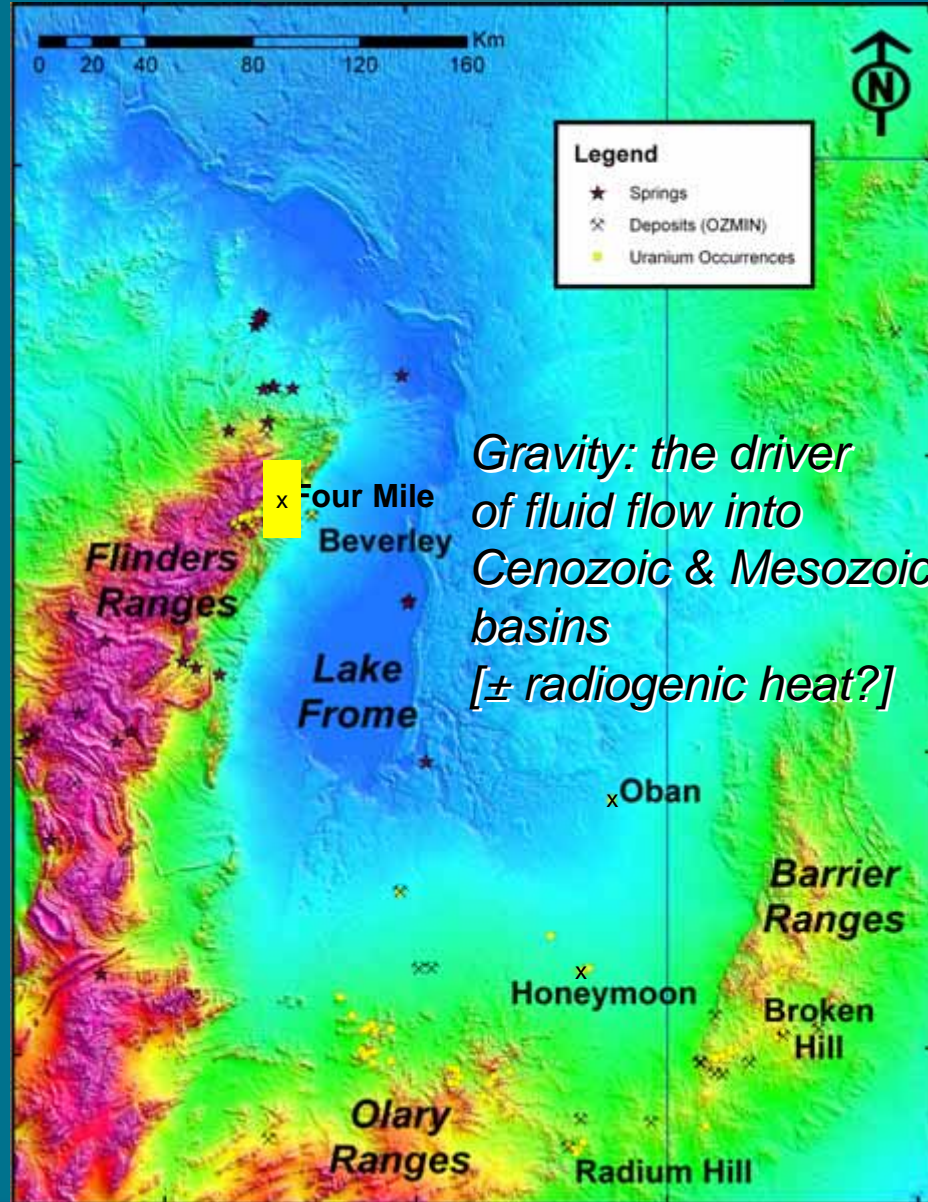 Km
0 20 40 80 120 160
N
Legend
Springs
Deposits (OZMIN)
Uranium Occurrences
Gravity: the driver
of fluid flow into
Cenozoic & Mesozoic
basins
[± radiogenic heat?]
x Four Mile
Beverley
Flinders
Ranges
Lake
Frome
xOban
Barrier
Ranges
x
Honeymoon
Broken
Hill
Olary
Ranges
Radium Hill